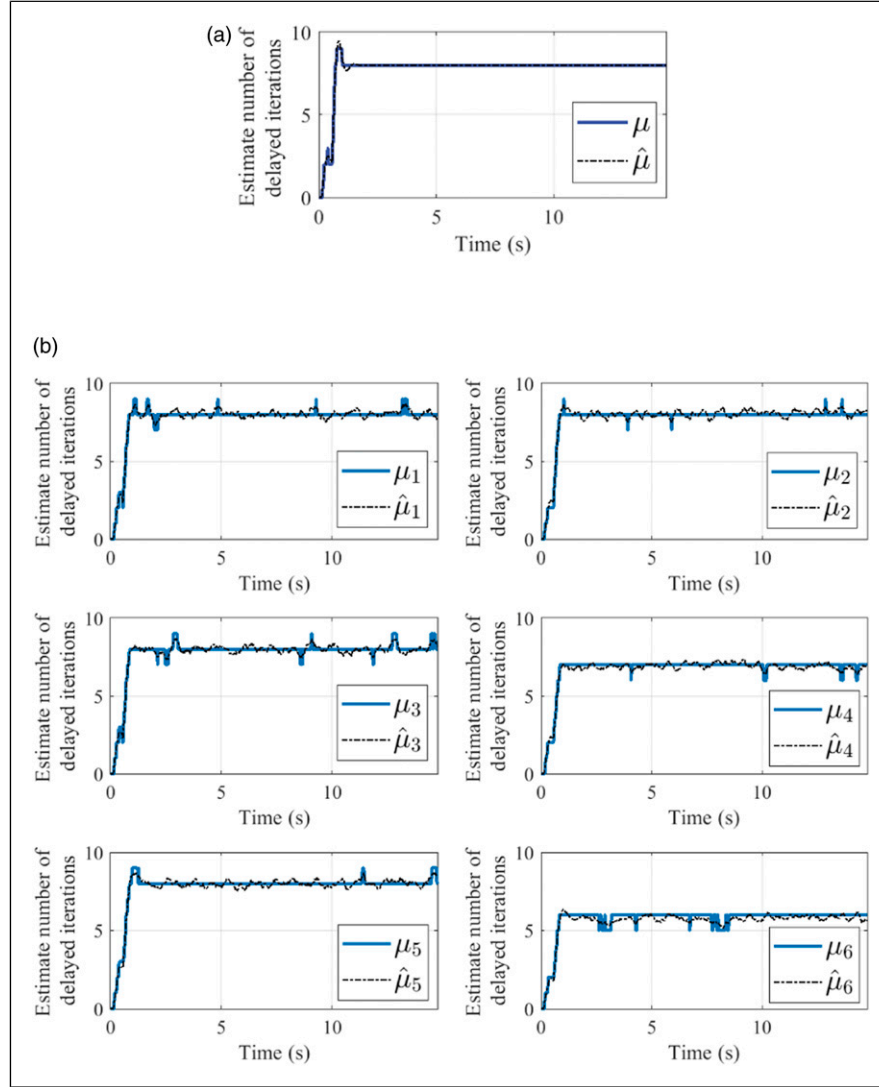 (a)
Estimate number of
delayed iterations
10
5
0
μ
μ̂
0 5 10
Time (s)
(b)
Estimate number of
delayed iterations
10
5
0
μ1
μ̂1
0 5 10
Time (s)
Estimate number of
delayed iterations
10
5
0
μ2
μ̂2
0 5 10
Time (s)
Estimate number of
delayed iterations
10
5
0
μ3
μ̂3
0 5 10
Time (s)
Estimate number of
delayed iterations
10
5
0
μ4
μ̂4
0 5 10
Time (s)
Estimate number of
delayed iterations
10
5
0
μ5
μ̂5
0 5 10
Time (s)
Estimate number of
delayed iterations
10
5
0
μ6
μ̂6
0 5 10
Time (s)